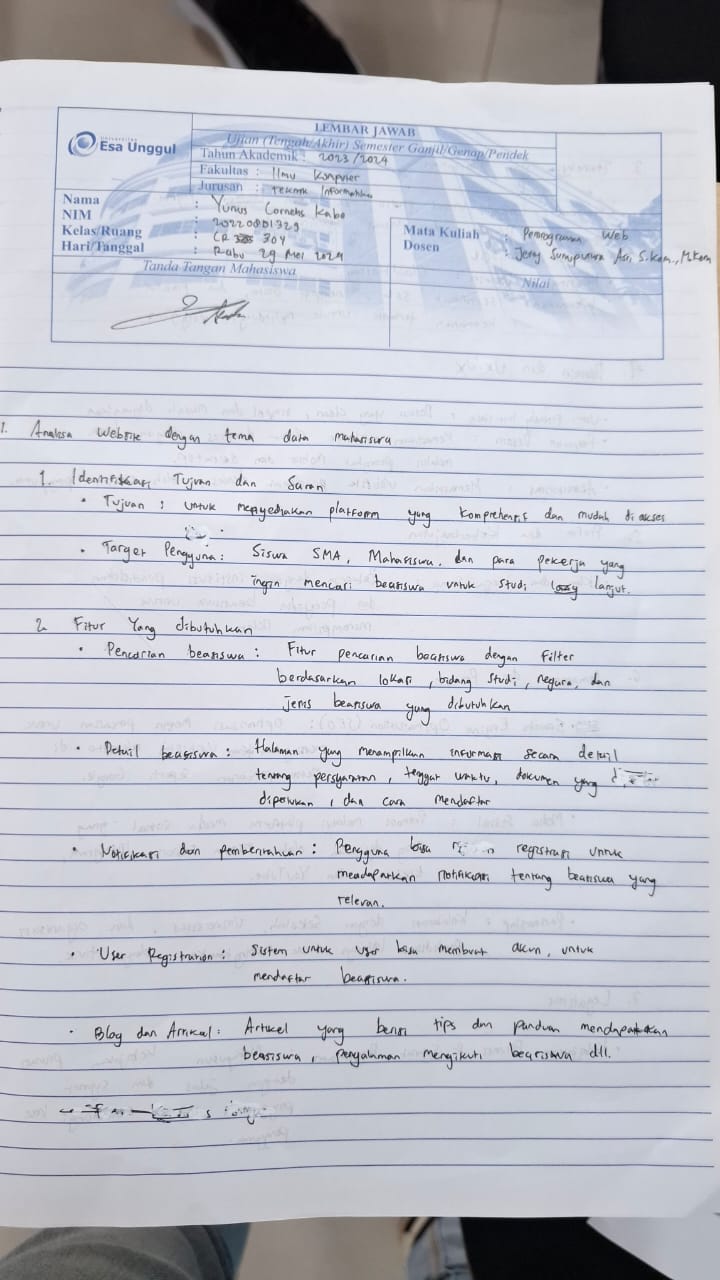 Universitas
Esa Unggul
LEMBAR JAWAB
Ujian (Tengah/Akhir) Semester Ganjil/Genap/Pendek
Tahun Akademik : 2023/2024
Fakultas : Ilmu Komputer
Jurusan : Teknik Informatika
Nama : Yunus Cornelis Kaba
NIM : 20220801329
Kelas/Ruang : CR 304
Hari/Tanggal : Rabu 29 Mei 2024
Mata Kuliah : Pemrograman Web
Dosen : Jery S.Kom., M.Kom
Tanda Tangan Mahasiswa
Nilai
1. Analisa Website dengan tema data mahasiswa
1. Identifikasi Tujuan dan Saran
• Tujuan : untuk menyediakan platform yang komprehensif dan mudah di akses
• Target Pengguna : Siswa SMA, Mahasiswa, dan para pekerja yang
ingin mencari beasiswa untuk studi lanjut.
2. Fitur Yang dibutuhkan
• Pencarian beasiswa : Fitur pencarian beasiswa dengan Filter
berdasarkan lokasi, bidang studi, negara, dan
jenis beasiswa yang dibutuhkan
• Detail beasiswa : Halaman yang menampilkan informasi secara detail
tentang persyaratan, tenggat waktu, dokumen yang
diperlukan, dan cara mendaftar
• Notifikasi dan pemberitahuan : Pengguna bisa registrasi untuk
mendapatkan notifikasi tentang beasiswa yang
relevan.
• User Registration : Sistem untuk user bisa membuat akun, untuk
mendaftar beasiswa.
• Blog dan Artikel : Artikel yang berisi tips dan panduan mendapatkan
beasiswa, pengalaman mengikuti beasiswa dll.